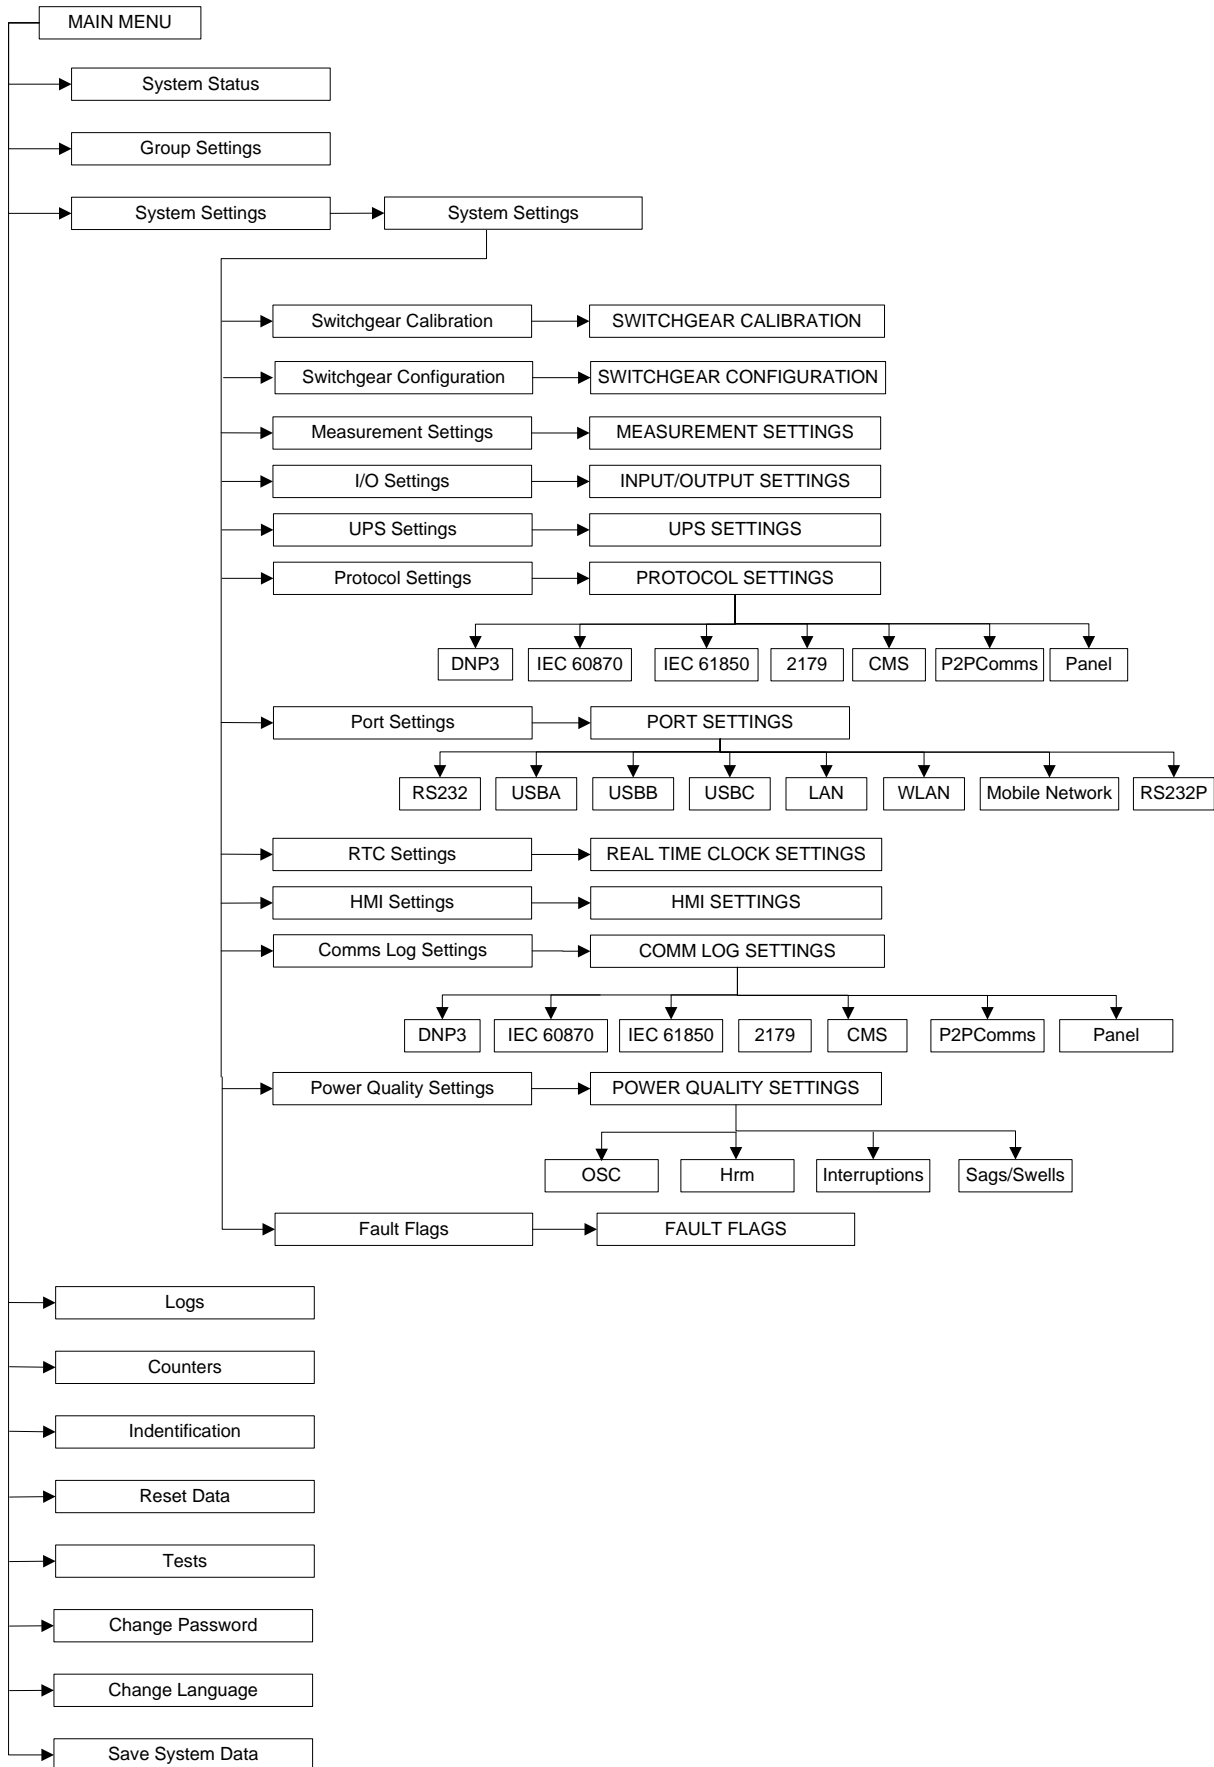 MAIN MENU
System Status
Group Settings
System Settings System Settings
Switchgear Calibration SWITCHGEAR CALIBRATION
Switchgear Configuration SWITCHGEAR CONFIGURATION
Measurement Settings MEASUREMENT SETTINGS
I/O Settings INPUT/OUTPUT SETTINGS
UPS Settings UPS SETTINGS
Protocol Settings PROTOCOL SETTINGS
DNP3 IEC 60870 IEC 61850 2179 CMS P2PComms Panel
Port Settings PORT SETTINGS
RS232 USBA USBB USBC LAN WLAN Mobile Network RS232P
RTC Settings REAL TIME CLOCK SETTINGS
HMI Settings HMI SETTINGS
Comms Log Settings COMM LOG SETTINGS
DNP3 IEC 60870 IEC 61850 2179 CMS P2PComms Panel
Power Quality Settings POWER QUALITY SETTINGS
OSC Hrm Interruptions Sags/Swells
Fault Flags FAULT FLAGS
Logs
Counters
Indentification
Reset Data
Tests
Change Password
Change Language
Save System Data